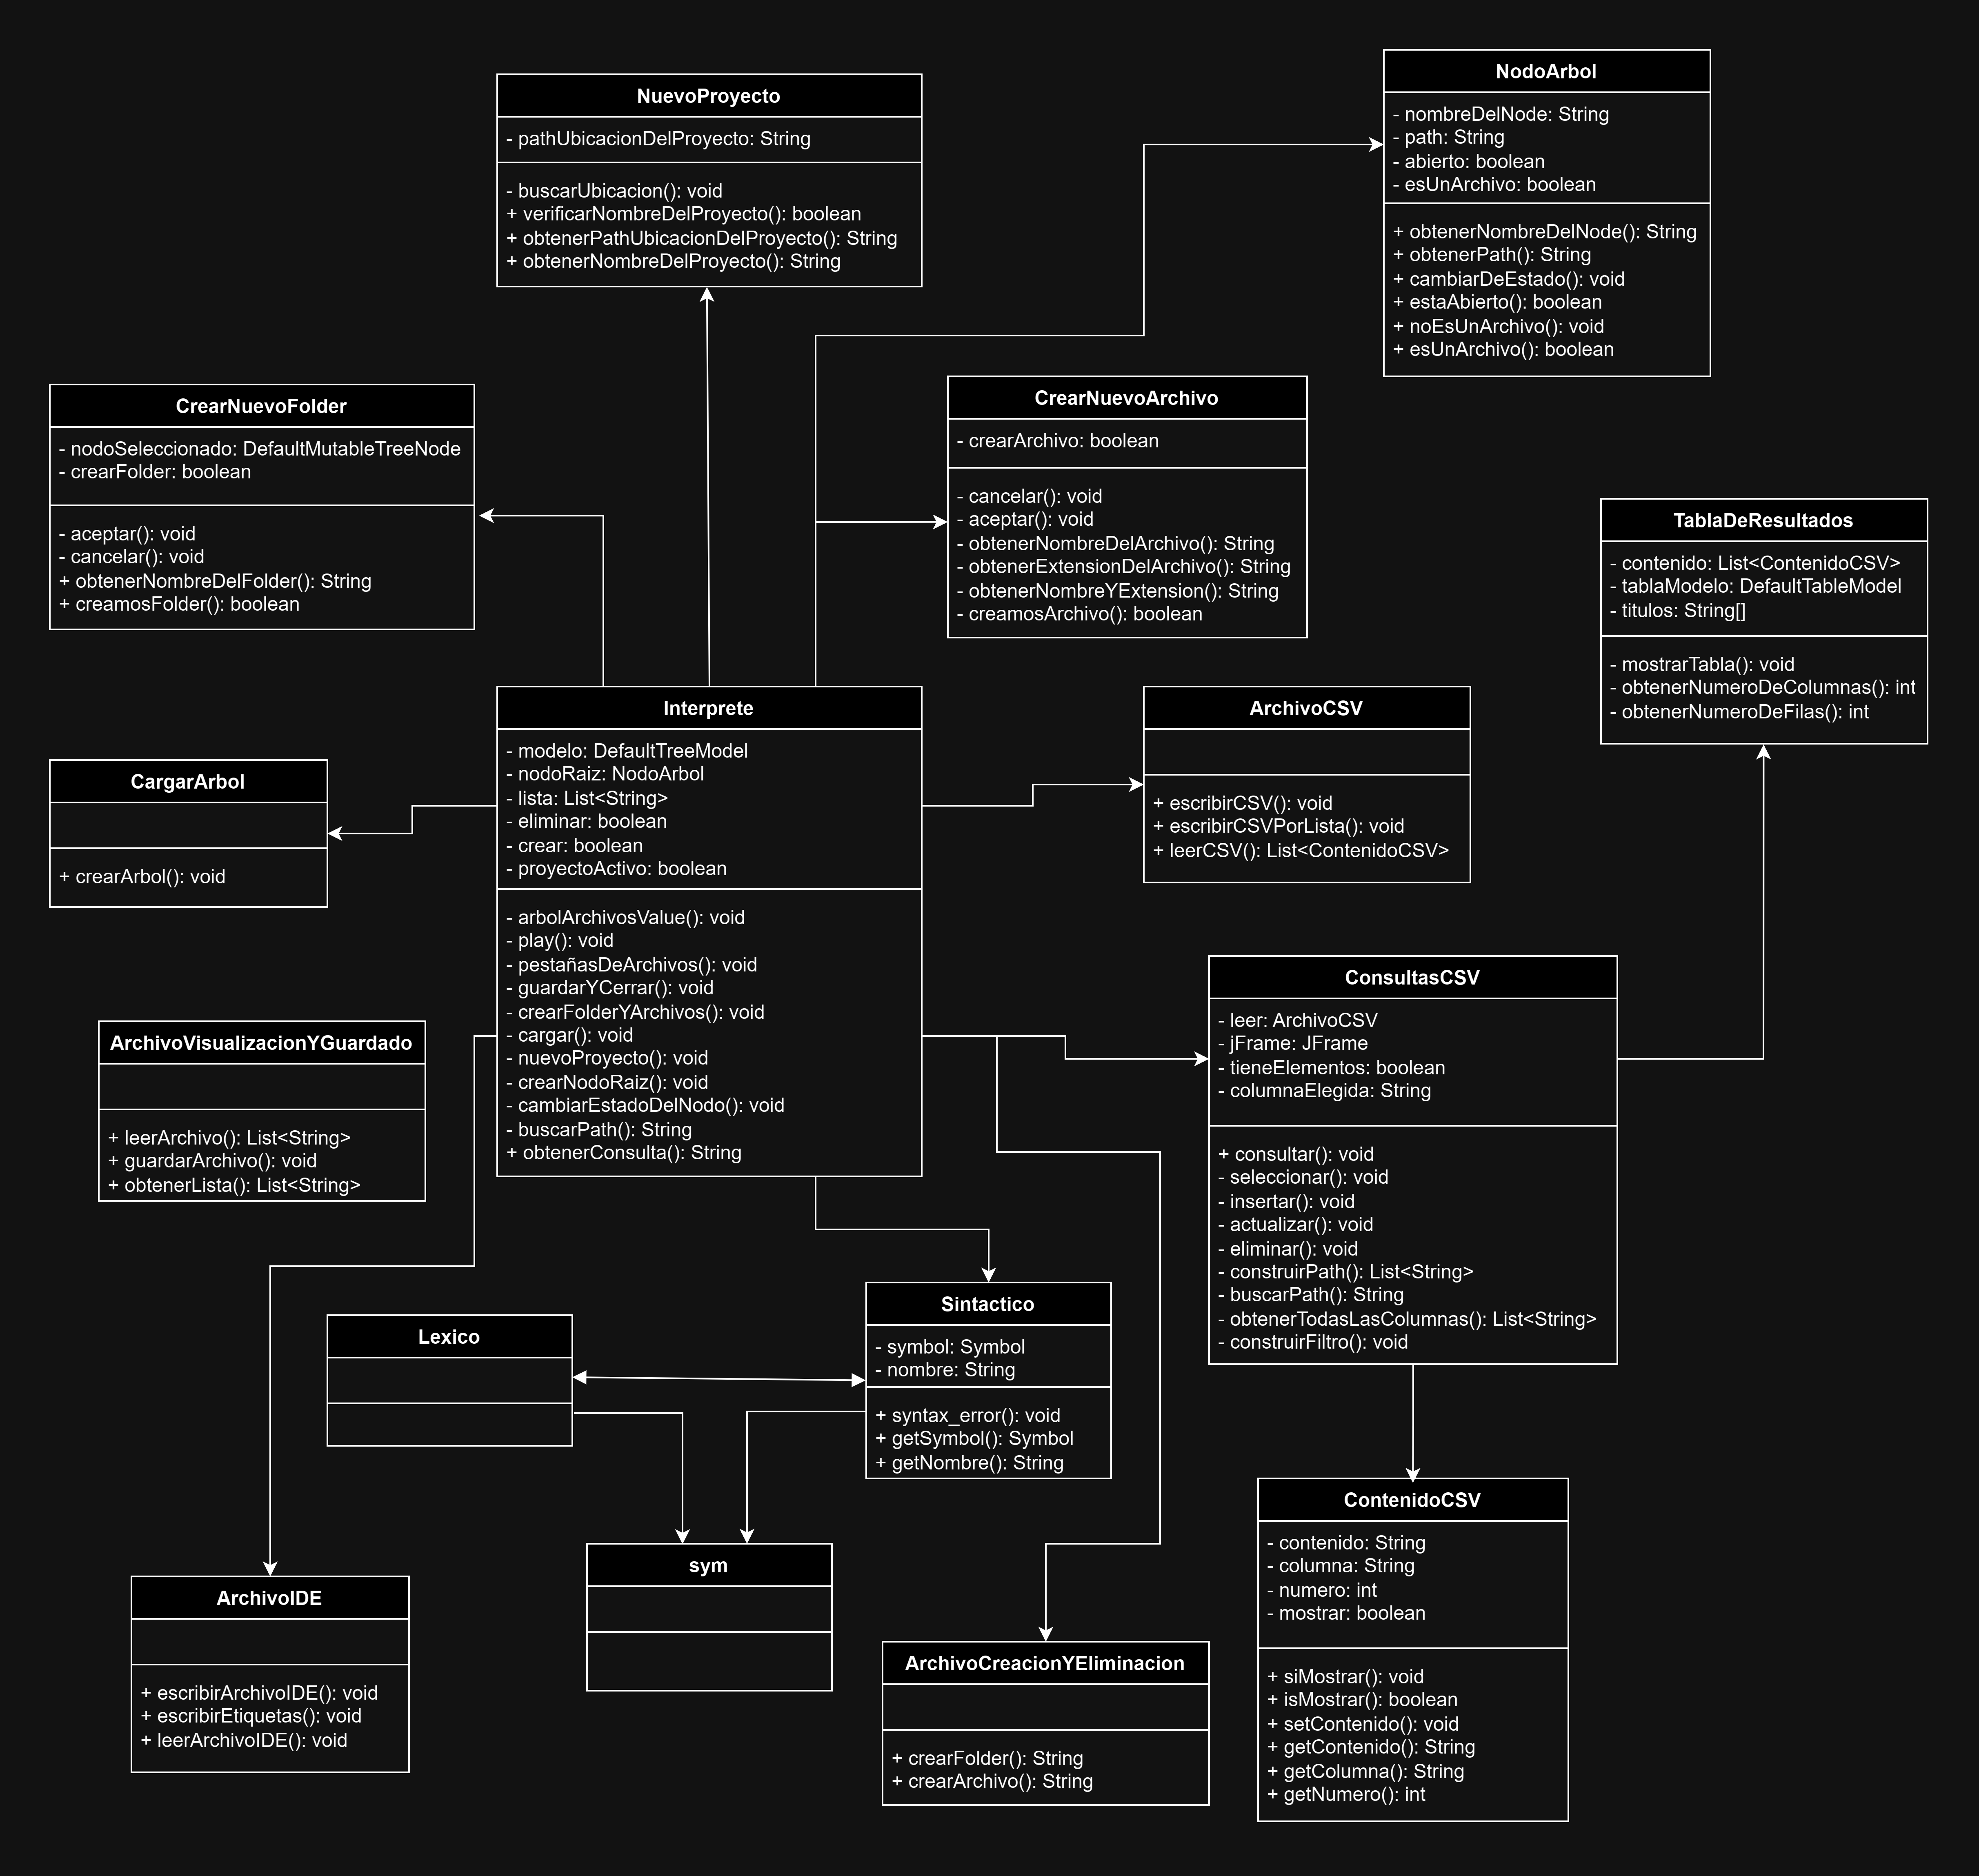 NuevoProyecto
- pathUbicacionDelProyecto: String
- buscarUbicacion(): void
+ verificarNombreDelProyecto(): boolean
+ obtenerPathUbicacionDelProyecto(): String
+ obtenerNombreDelProyecto(): String
NodoArbol
- nombreDelNode: String
- path: String
- abierto: boolean
- esUnArchivo: boolean
+ obtenerNombreDelNode(): String
+ obtenerPath(): String
+ cambiarDeEstado(): void
+ estaAbierto(): boolean
+ noEsUnArchivo(): void
+ esUnArchivo(): boolean
CrearNuevoFolder
- nodoSeleccionado: DefaultMutableTreeNode
- crearFolder: boolean
- aceptar(): void
- cancelar(): void
+ obtenerNombreDelFolder(): String
+ creamosFolder(): boolean
CrearNuevoArchivo
- crearArchivo: boolean
- cancelar(): void
- aceptar(): void
- obtenerNombreDelArchivo(): String
- obtenerExtensionDelArchivo(): String
- obtenerNombreYExtension(): String
- creamosArchivo(): boolean
TablaDeResultados
- contenido: List<ContenidoCSV>
- tablaModelo: DefaultTableModel
- titulos: String[]
- mostrarTabla(): void
- obtenerNumeroDeColumnas(): int
- obtenerNumeroDeFilas(): int
Interprete
- modelo: DefaultTreeModel
- nodoRaiz: NodoArbol
- lista: List<String>
- eliminar: boolean
- crear: boolean
- proyectoActivo: boolean
- arbolArchivosValue(): void
- play(): void
- pestañasDeArchivos(): void
- guardarYCerrar(): void
- crearFolderYArchivos(): void
- cargar(): void
- nuevoProyecto(): void
- crearNodoRaiz(): void
- cambiarEstadoDelNodo(): void
- buscarPath(): String
+ obtenerConsulta(): String
ArchivoCSV
+ escribirCSV(): void
+ escribirCSVPorLista(): void
+ leerCSV(): List<ContenidoCSV>
CargarArbol
+ crearArbol(): void
ConsultasCSV
- leer: ArchivoCSV
- jFrame: JFrame
- tieneElementos: boolean
- columnaElegida: String
+ consultar(): void
- seleccionar(): void
- insertar(): void
- actualizar(): void
- eliminar(): void
- construirPath(): List<String>
- buscarPath(): String
- obtenerTodasLasColumnas(): List<String>
- construirFiltro(): void
ArchivoVisualizacionYGuardado
+ leerArchivo(): List<String>
+ guardarArchivo(): void
+ obtenerLista(): List<String>
Lexico
Sintactico
- symbol: Symbol
- nombre: String
+ syntax_error(): void
+ getSymbol(): Symbol
+ getNombre(): String
ContenidoCSV
- contenido: String
- columna: String
- numero: int
- mostrar: boolean
+ siMostrar(): void
+ isMostrar(): boolean
+ setContenido(): void
+ getContenido(): String
+ getColumna(): String
+ getNumero(): int
sym
ArchivoIDE
+ escribirArchivoIDE(): void
+ escribirEtiquetas(): void
+ leerArchivoIDE(): void
ArchivoCreacionYEliminacion
+ crearFolder(): String
+ crearArchivo(): String